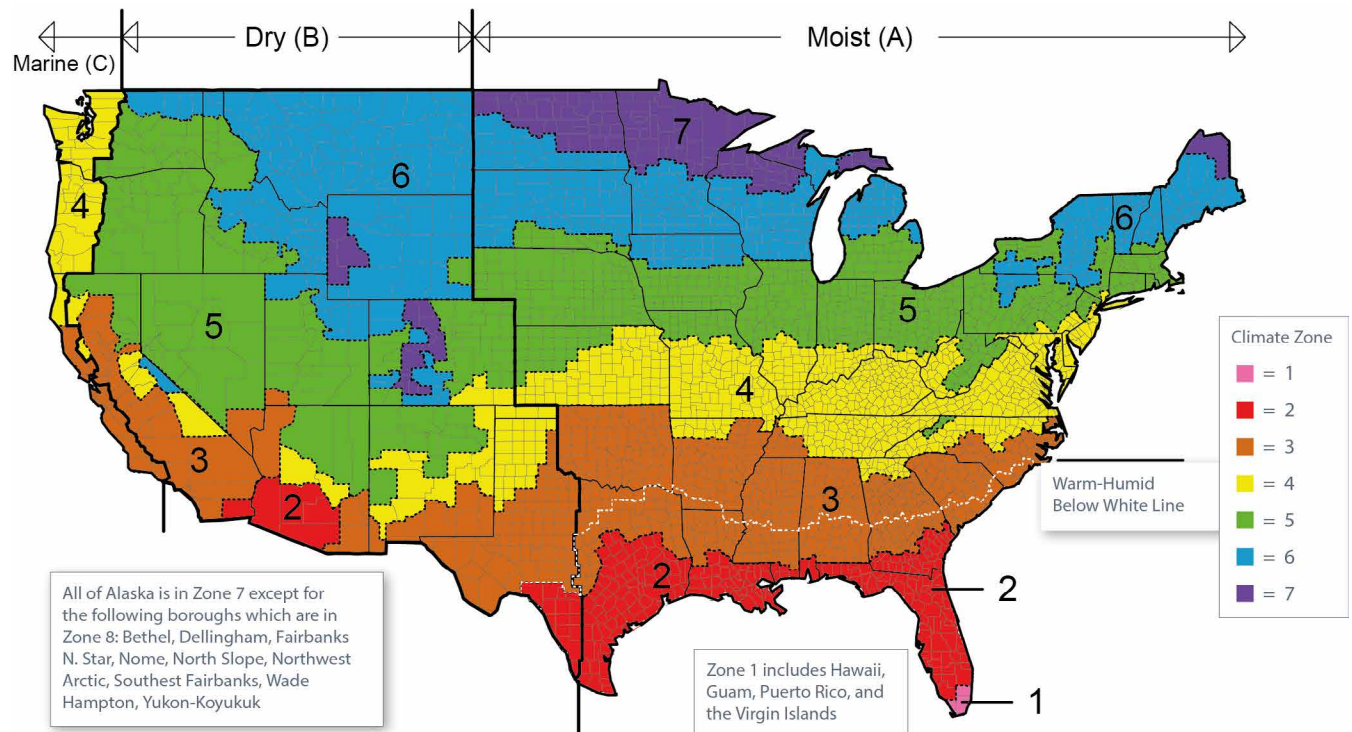 Dry (B)
Moist (A)
Marine (C)
7
6
4
6
5
5
4
3
3
2
2
2
1
Warm-Humid
Below White Line
Climate Zone
= 1
= 2
= 3
= 4
= 5
= 6
= 7
All of Alaska is in Zone 7 except for
the following boroughs which are in
Zone 8: Bethel, Dellingham, Fairbanks
N. Star, Nome, North Slope, Northwest
Arctic, Southest Fairbanks, Wade
Hampton, Yukon-Koyukuk
Zone 1 includes Hawaii,
Guam, Puerto Rico, and
the Virgin Islands